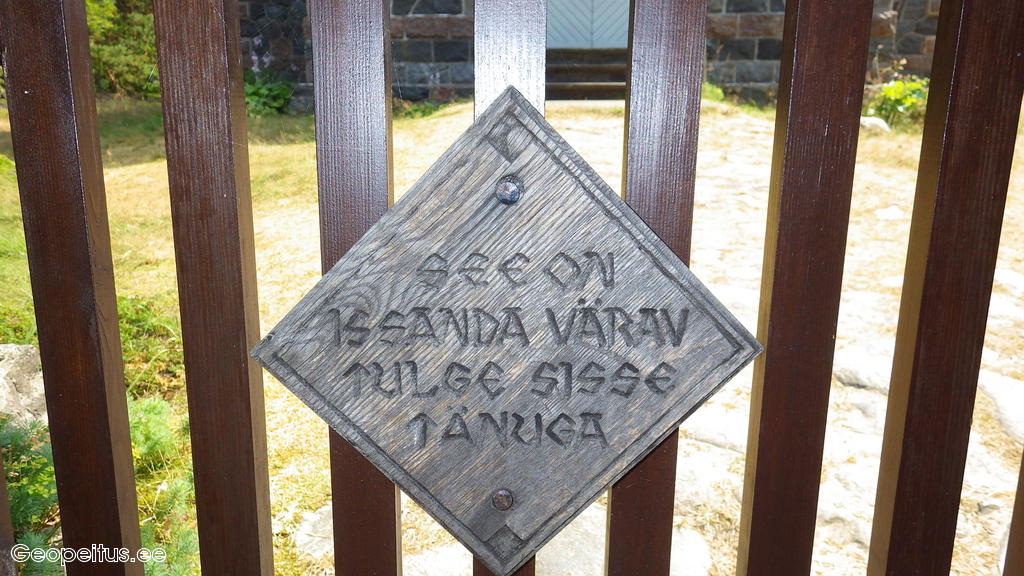 SEE ON
ISSANDA VÄRAV
TULGE SISSE
TÄNUGA
Geopeitus.ee